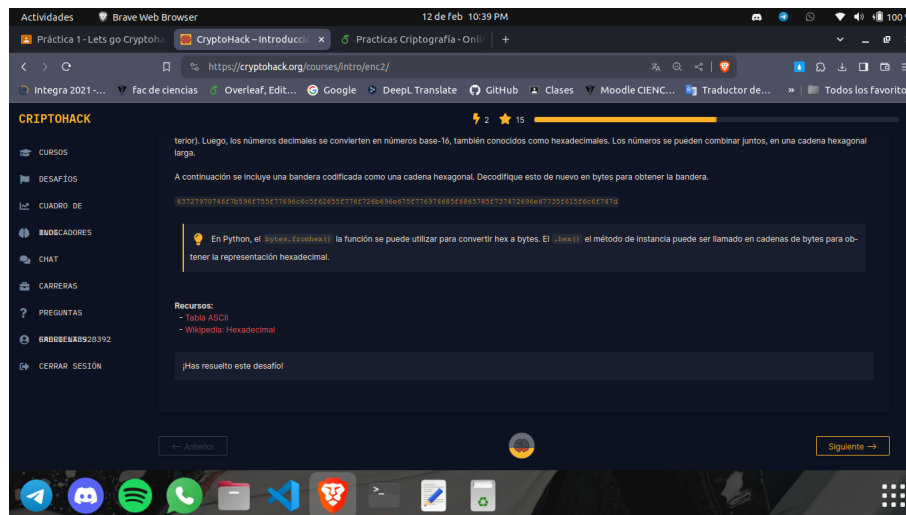 Actividades Brave Web Browser 12 de feb 10:39 PM 100
Práctica 1 - Lets go Cryptoha CryptoHack – Introducció × Practicas Criptografía - Onli +
https://cryptohack.org/courses/intro/enc2/
Integra 2021 -... fac de ciencias Overleaf, Edit... Google DeepL Translate GitHub Clases Moodle CIENC... Traductor de... » Todos los favorito
CRIPTOHACK 2 15
terior). Luego, los números decimales se convierten en números base-16, también conocidos como hexadecimales. Los números se pueden combinar juntos, en una cadena hexagonal
larga.
CURSOS
A continuación se incluye una bandera codificada como una cadena hexagonal. Decodifique esto de nuevo en bytes para obtener la bandera.
DESAFÍOS
CUADRO DE
CHAT
En Python, el bytes.fromhex() la función se puede utilizar para convertir hex a bytes. El .hex() el método de instancia puede ser llamado en cadenas de bytes para ob-
tener la representación hexadecimal.
CARRERAS
Recursos:
PREGUNTAS
- Tabla ASCII
- Wikipedia: Hexadecimal
CERRAR SESIÓN
¡Has resuelto este desafío!
← Anterior
Siguiente →